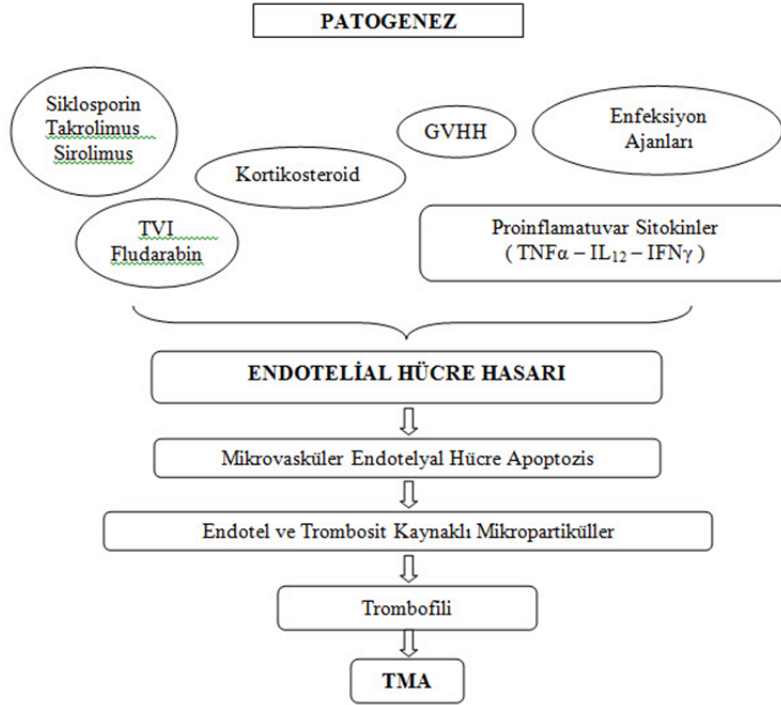 PATOGENEZ
Siklosporin
Takrolimus
Sirolimus
GVHH
Enfeksiyon
Ajanları
Kortikosteroid
TVI
Fludarabin
Proinflamatuvar Sitokinler
( TNFα – IL₁₂ – IFNγ )
ENDOTELİAL HÜCRE HASARI
Mikrovasküler Endotelyal Hücre Apoptozis
Endotel ve Trombosit Kaynaklı Mikropartiküller
Trombofili
TMA